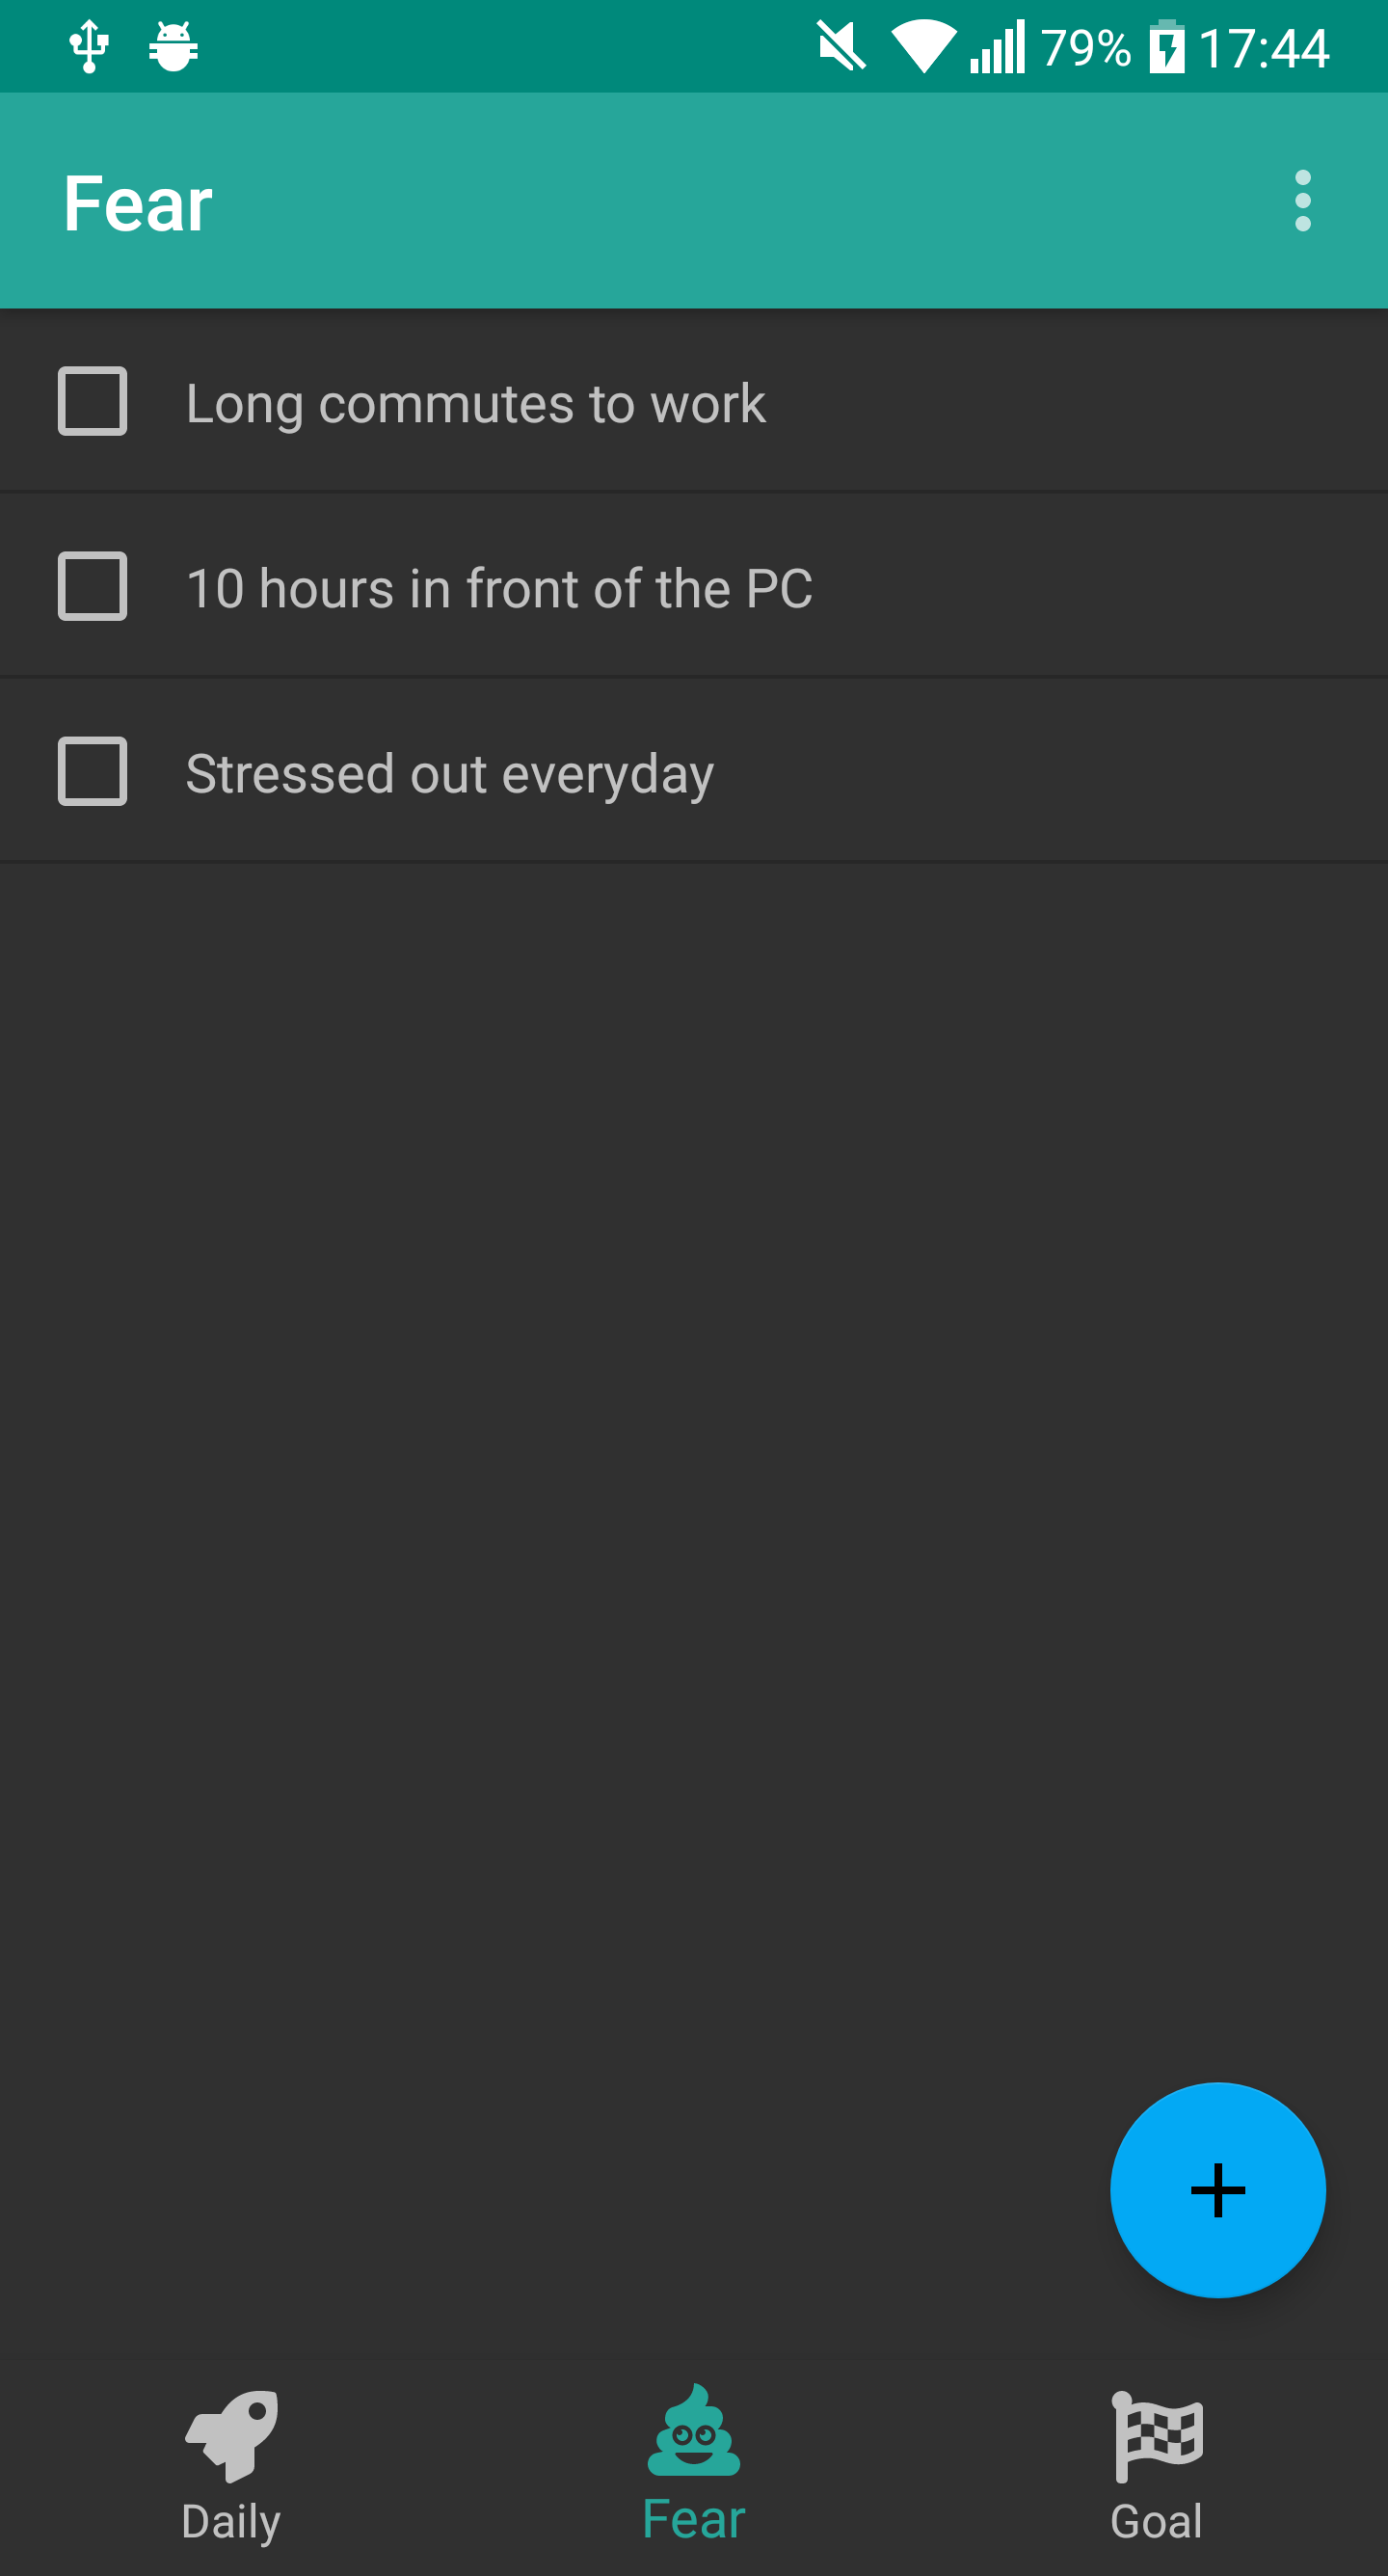 79% 17:44
Fear
Long commutes to work
10 hours in front of the PC
Stressed out everyday
Daily
Fear
Goal